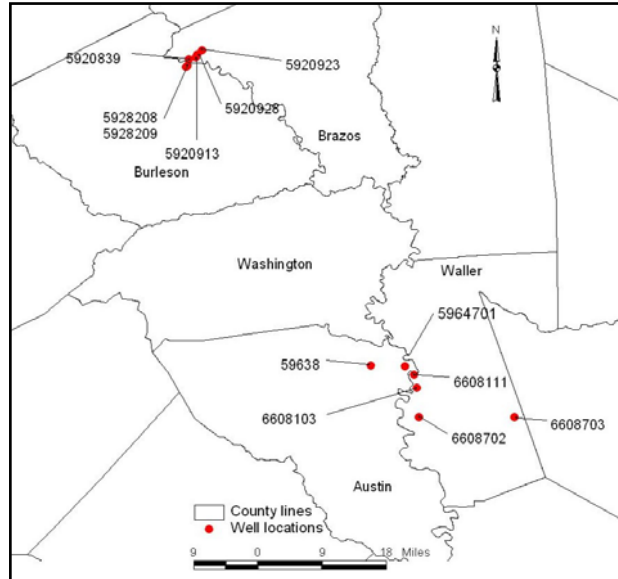 N
5920839
5920923
5928208
5928209
5920928
5920913
Brazos
Burleson
Washington
Waller
5964701
59638
6608111
6608103
6608702
6608703
Austin
County lines
Well locations
9 0 9 18 Miles